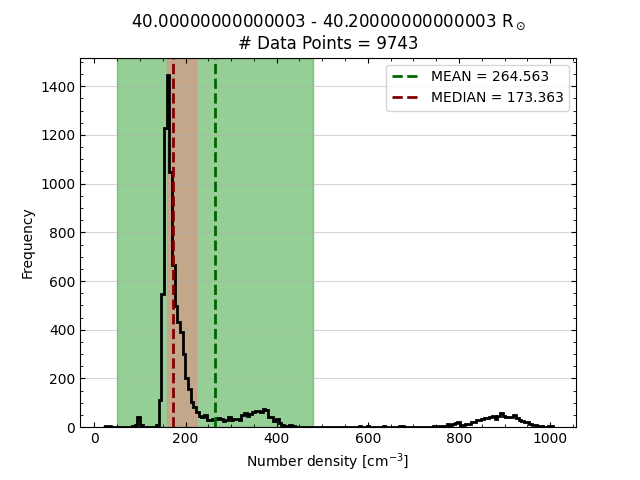 40.00000000000003 - 40.20000000000003 R⊙
# Data Points = 9743
MEAN = 264.563
MEDIAN = 173.363
Frequency
1400
1200
1000
800
600
400
200
0
0 200 400 600 800 1000
Number density [cm⁻³]